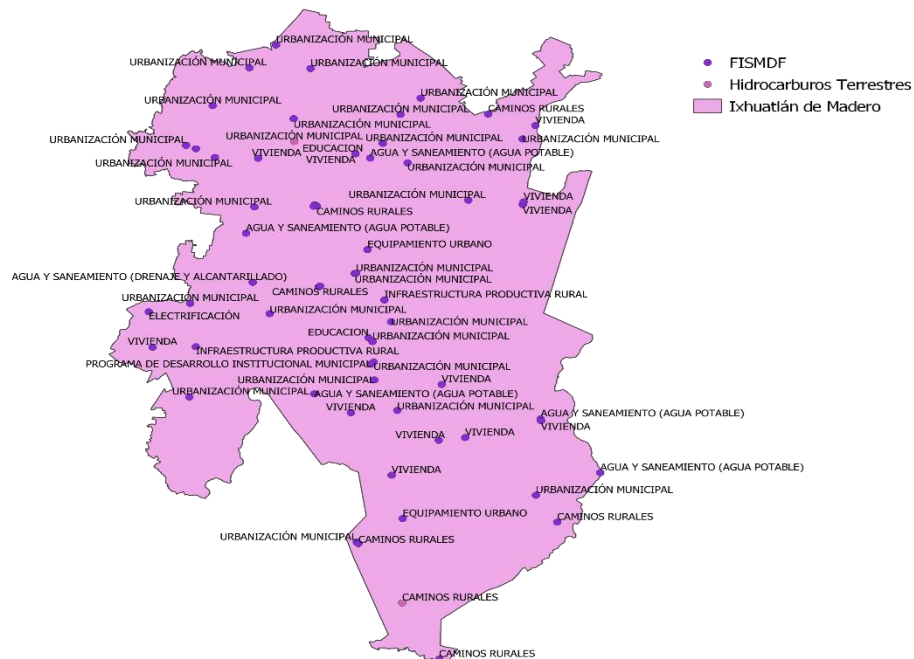 URBANIZACIÓN MUNICIPAL
URBANIZACIÓN MUNICIPAL
URBANIZACIÓN MUNICIPAL
FISMDF
Hidrocarburos Terrestres
Ixhuatlán de Madero
URBANIZACIÓN MUNICIPAL
URBANIZACIÓN MUNICIPAL
URBANIZACIÓN MUNICIPAL
CAMINOS RURALES
VIVIENDA
URBANIZACIÓN MUNICIPAL
URBANIZACIÓN MUNICIPAL
URBANIZACIÓN MUNICIPAL
URBANIZACIÓN MUNICIPAL
URBANIZACIÓN MUNICIPAL
EDUCACION
URBANIZACIÓN MUNICIPAL
VIVIENDA
VIVIENDA
AGUA Y SANEAMIENTO (AGUA POTABLE)
URBANIZACIÓN MUNICIPAL
URBANIZACIÓN MUNICIPAL
URBANIZACIÓN MUNICIPAL
URBANIZACIÓN MUNICIPAL
VIVIENDA
VIVIENDA
CAMINOS RURALES
AGUA Y SANEAMIENTO (AGUA POTABLE)
EQUIPAMIENTO URBANO
URBANIZACIÓN MUNICIPAL
AGUA Y SANEAMIENTO (DRENAJE Y ALCANTARILLADO)
URBANIZACIÓN MUNICIPAL
CAMINOS RURALES
URBANIZACIÓN MUNICIPAL
INFRAESTRUCTURA PRODUCTIVA RURAL
ELECTRIFICACIÓN
URBANIZACIÓN MUNICIPAL
URBANIZACIÓN MUNICIPAL
EDUCACION
URBANIZACIÓN MUNICIPAL
VIVIENDA
INFRAESTRUCTURA PRODUCTIVA RURAL
PROGRAMA DE DESARROLLO INSTITUCIONAL MUNICIPAL
URBANIZACIÓN MUNICIPAL
URBANIZACIÓN MUNICIPAL
VIVIENDA
URBANIZACIÓN MUNICIPAL
AGUA Y SANEAMIENTO (AGUA POTABLE)
VIVIENDA
URBANIZACIÓN MUNICIPAL
AGUA Y SANEAMIENTO (AGUA POTABLE)
VIVIENDA
VIVIENDA
VIVIENDA
VIVIENDA
AGUA Y SANEAMIENTO (AGUA POTABLE)
URBANIZACIÓN MUNICIPAL
EQUIPAMIENTO URBANO
CAMINOS RURALES
URBANIZACIÓN MUNICIPAL
CAMINOS RURALES
CAMINOS RURALES
CAMINOS RURALES